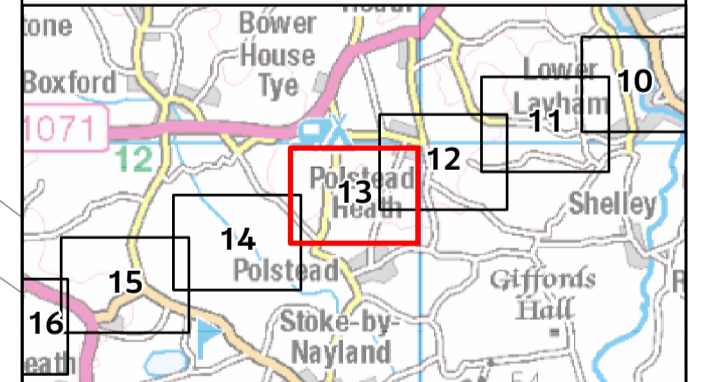 tone
Bower
House
Tye
Boxford
1071
12
Lower
Layham
10
11
12
Polstead
Heath
13
Shelley
14
Polstead
15
Giffords
Hall
16
Stoke-by-
Nayland
eath